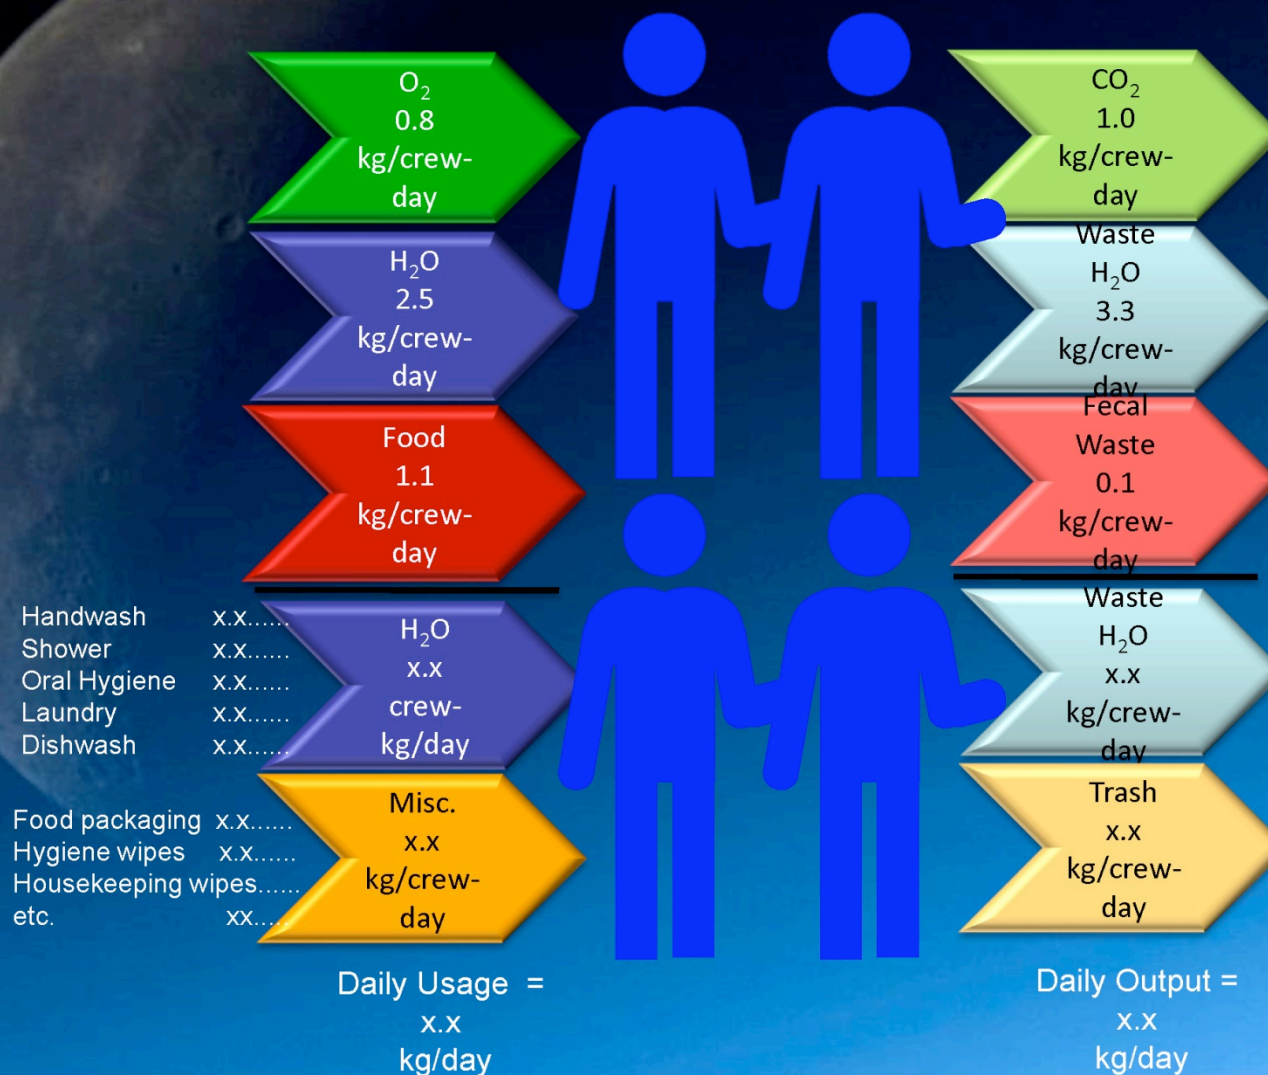 O₂
0.8
kg/crew-
day
H₂O
2.5
kg/crew-
day
Food
1.1
kg/crew-
day
Handwash x.x......
Shower x.x......
Oral Hygiene x.x......
Laundry x.x......
Dishwash x.x......
H₂O
x.x
crew-
kg/day
Food packaging x.x......
Hygiene wipes x.x......
Housekeeping wipes......
etc. xx.....
Misc.
x.x
kg/crew-
day
Daily Usage =
x.x
kg/day
CO₂
1.0
kg/crew-
day
Waste
H₂O
3.3
kg/crew-
day
Fecal
Waste
0.1
kg/crew-
day
Waste
H₂O
x.x
kg/crew-
day
Trash
x.x
kg/crew-
day
Daily Output =
x.x
kg/day